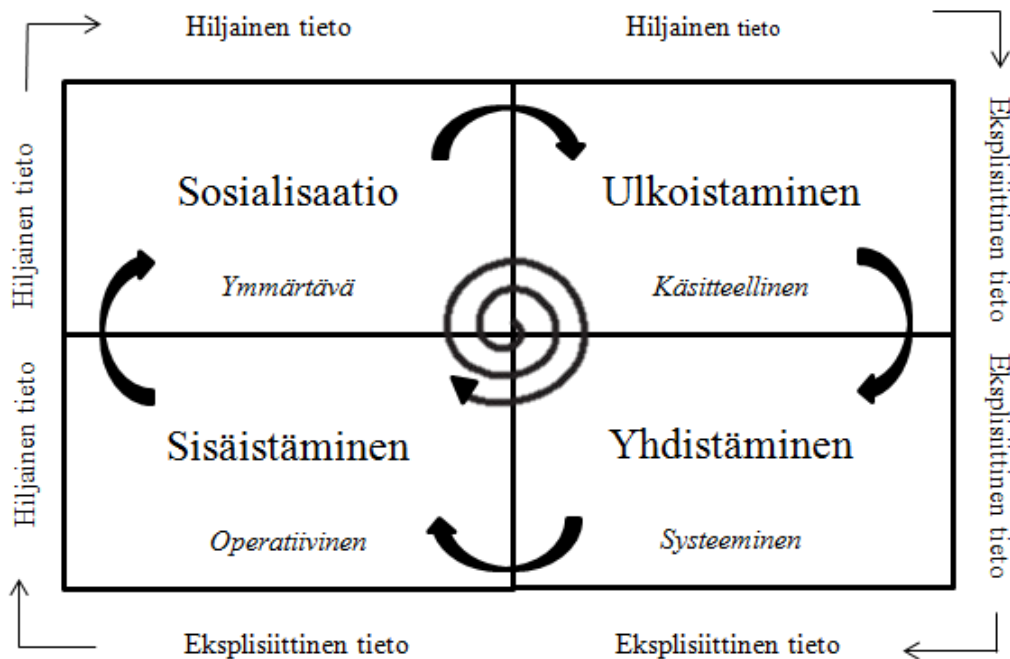 Hiljainen tieto
Hiljainen tieto
Hiljainen tieto
Eksplisiittinen tieto
Sosialisaatio
Ulkoistaminen
Ymmärtävä
Käsitteellinen
Hiljainen tieto
Eksplisiittinen tieto
Sisäistäminen
Yhdistäminen
Operatiivinen
Systeeminen
Eksplisiittinen tieto
Eksplisiittinen tieto